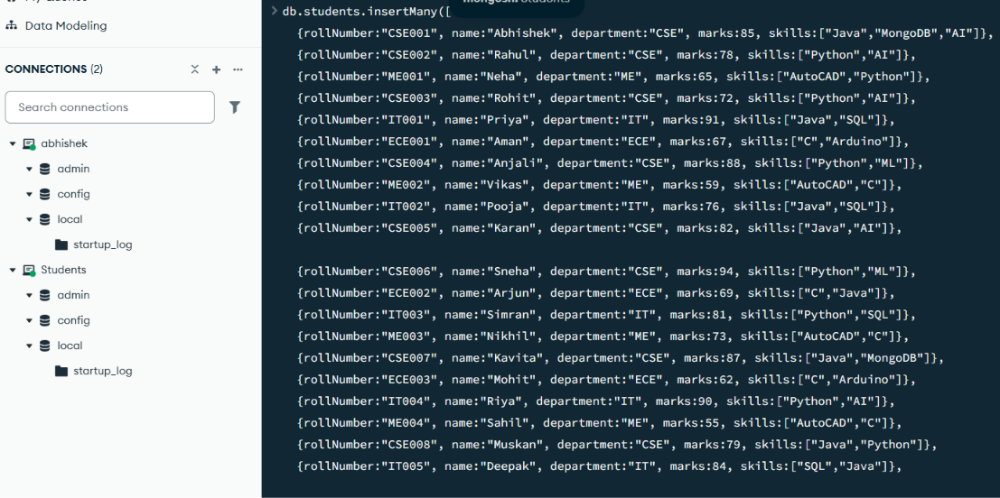 Data Modeling
CONNECTIONS (2)
Search connections
abhishek
admin
config
local
startup_log
Students
admin
config
local
startup_log
> db.students.insertMany([
{rollNumber:"CSE001", name:"Abhishek", department:"CSE", marks:85, skills:["Java","MongoDB","AI"]},
{rollNumber:"CSE002", name:"Rahul", department:"CSE", marks:78, skills:["Python","AI"]},
{rollNumber:"ME001", name:"Neha", department:"ME", marks:65, skills:["AutoCAD","Python"]},
{rollNumber:"CSE003", name:"Rohit", department:"CSE", marks:72, skills:["Python","AI"]},
{rollNumber:"IT001", name:"Priya", department:"IT", marks:91, skills:["Java","SQL"]},
{rollNumber:"ECE001", name:"Aman", department:"ECE", marks:67, skills:["C","Arduino"]},
{rollNumber:"CSE004", name:"Anjali", department:"CSE", marks:88, skills:["Python","ML"]},
{rollNumber:"ME002", name:"Vikas", department:"ME", marks:59, skills:["AutoCAD","C"]},
{rollNumber:"IT002", name:"Pooja", department:"IT", marks:76, skills:["Java","SQL"]},
{rollNumber:"CSE005", name:"Karan", department:"CSE", marks:82, skills:["Java","AI"]},
{rollNumber:"CSE006", name:"Sneha", department:"CSE", marks:94, skills:["Python","ML"]},
{rollNumber:"ECE002", name:"Arjun", department:"ECE", marks:69, skills:["C","Java"]},
{rollNumber:"IT003", name:"Simran", department:"IT", marks:81, skills:["Python","SQL"]},
{rollNumber:"ME003", name:"Nikhil", department:"ME", marks:73, skills:["AutoCAD","C"]},
{rollNumber:"CSE007", name:"Kavita", department:"CSE", marks:87, skills:["Java","MongoDB"]},
{rollNumber:"ECE003", name:"Mohit", department:"ECE", marks:62, skills:["C","Arduino"]},
{rollNumber:"IT004", name:"Riya", department:"IT", marks:90, skills:["Python","AI"]},
{rollNumber:"ME004", name:"Sahil", department:"ME", marks:55, skills:["AutoCAD","C"]},
{rollNumber:"CSE008", name:"Muskan", department:"CSE", marks:79, skills:["Java","Python"]},
{rollNumber:"IT005", name:"Deepak", department:"IT", marks:84, skills:["SQL","Java"]},